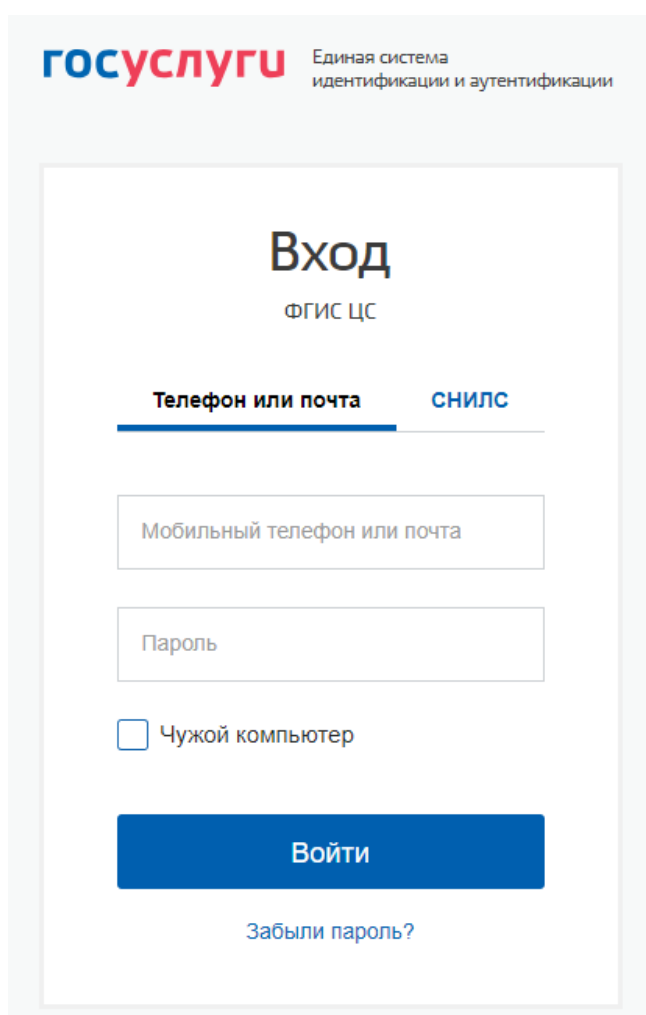 госуслуги
Единая система
идентификации и аутентификации
Вход
ФГИС ЦС
Телефон или почта
СНИЛС
Мобильный телефон или почта
Пароль
Чужой компьютер
Войти
Забыли пароль?